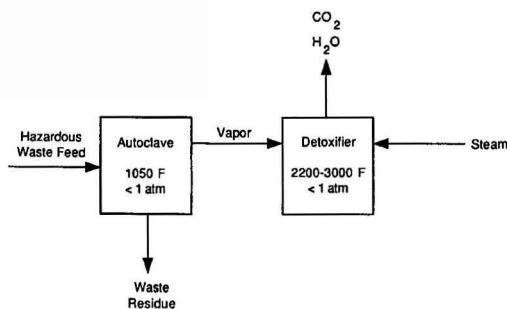 CO2
H2O
Hazardous
Waste Feed
Autoclave
1050 F
< 1 atm
Vapor
Detoxifier
2200-3000 F
< 1 atm
Steam
Waste
Residue